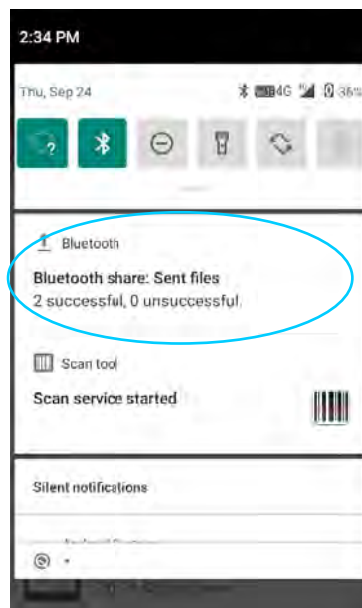 2:34 PM
Thu, Sep 24
4G 36%
Bluetooth
Bluetooth share: Sent files
2 successful, 0 unsuccessful.
Scan tool
Scan service started
Silent notifications